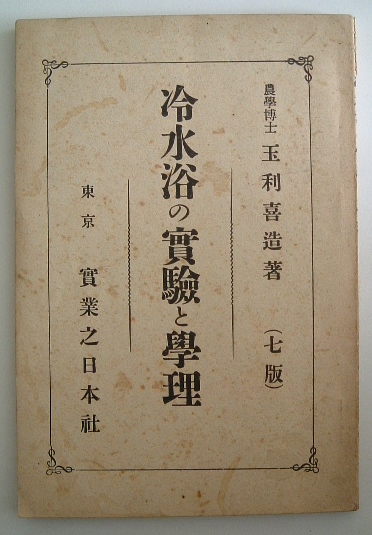 農學博士 玉利喜造著 (七版)
冷水浴の實驗と學理
東京 實業之日本社